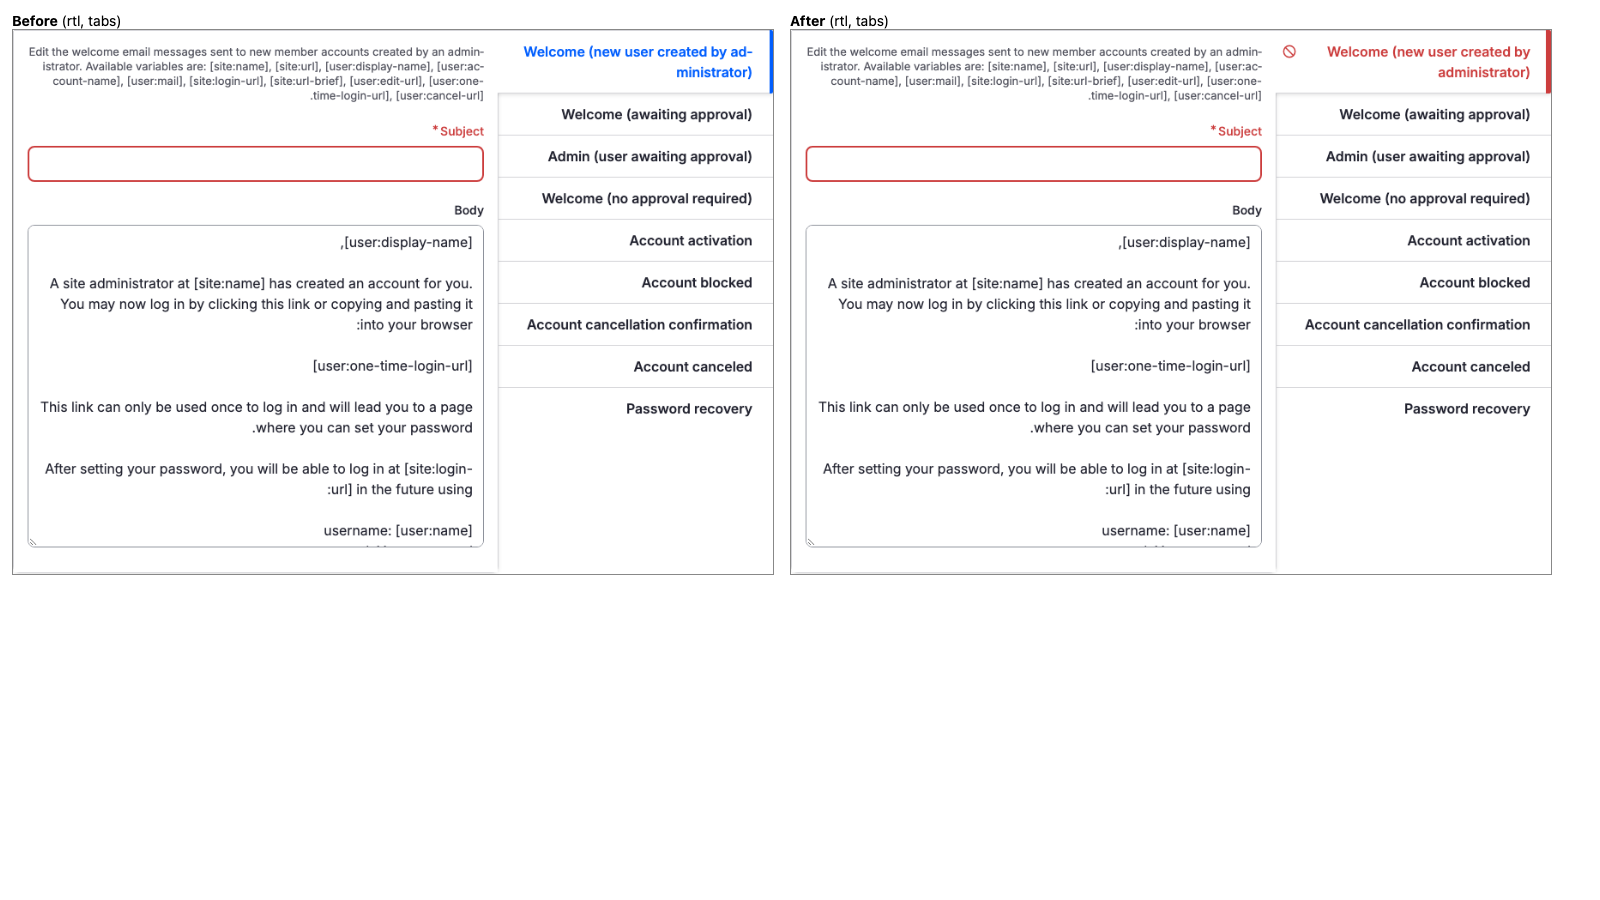 Before (rtl, tabs)
Edit the welcome email messages sent to new member accounts created by an admin-
istrator. Available variables are: [site:name], [site:url], [user:display-name], [user:ac-
count-name], [user:mail], [site:login-url], [site:url-brief], [user:edit-url], [user:one-
.time-login-url], [user:cancel-url]
*Subject
Body
,[user:display-name]
A site administrator at [site:name] has created an account for you.
You may now log in by clicking this link or copying and pasting it
:into your browser
[user:one-time-login-url]
This link can only be used once to log in and will lead you to a page
.where you can set your password
After setting your password, you will be able to log in at [site:login-
:url] in the future using
username: [user:name]
Welcome (new user created by ad-
ministrator)
Welcome (awaiting approval)
Admin (user awaiting approval)
Welcome (no approval required)
Account activation
Account blocked
Account cancellation confirmation
Account canceled
Password recovery
After (rtl, tabs)
Edit the welcome email messages sent to new member accounts created by an admin-
istrator. Available variables are: [site:name], [site:url], [user:display-name], [user:ac-
count-name], [user:mail], [site:login-url], [site:url-brief], [user:edit-url], [user:one-
.time-login-url], [user:cancel-url]
*Subject
Body
,[user:display-name]
A site administrator at [site:name] has created an account for you.
You may now log in by clicking this link or copying and pasting it
:into your browser
[user:one-time-login-url]
This link can only be used once to log in and will lead you to a page
.where you can set your password
After setting your password, you will be able to log in at [site:login-
:url] in the future using
username: [user:name]
Welcome (new user created by
administrator)
Welcome (awaiting approval)
Admin (user awaiting approval)
Welcome (no approval required)
Account activation
Account blocked
Account cancellation confirmation
Account canceled
Password recovery